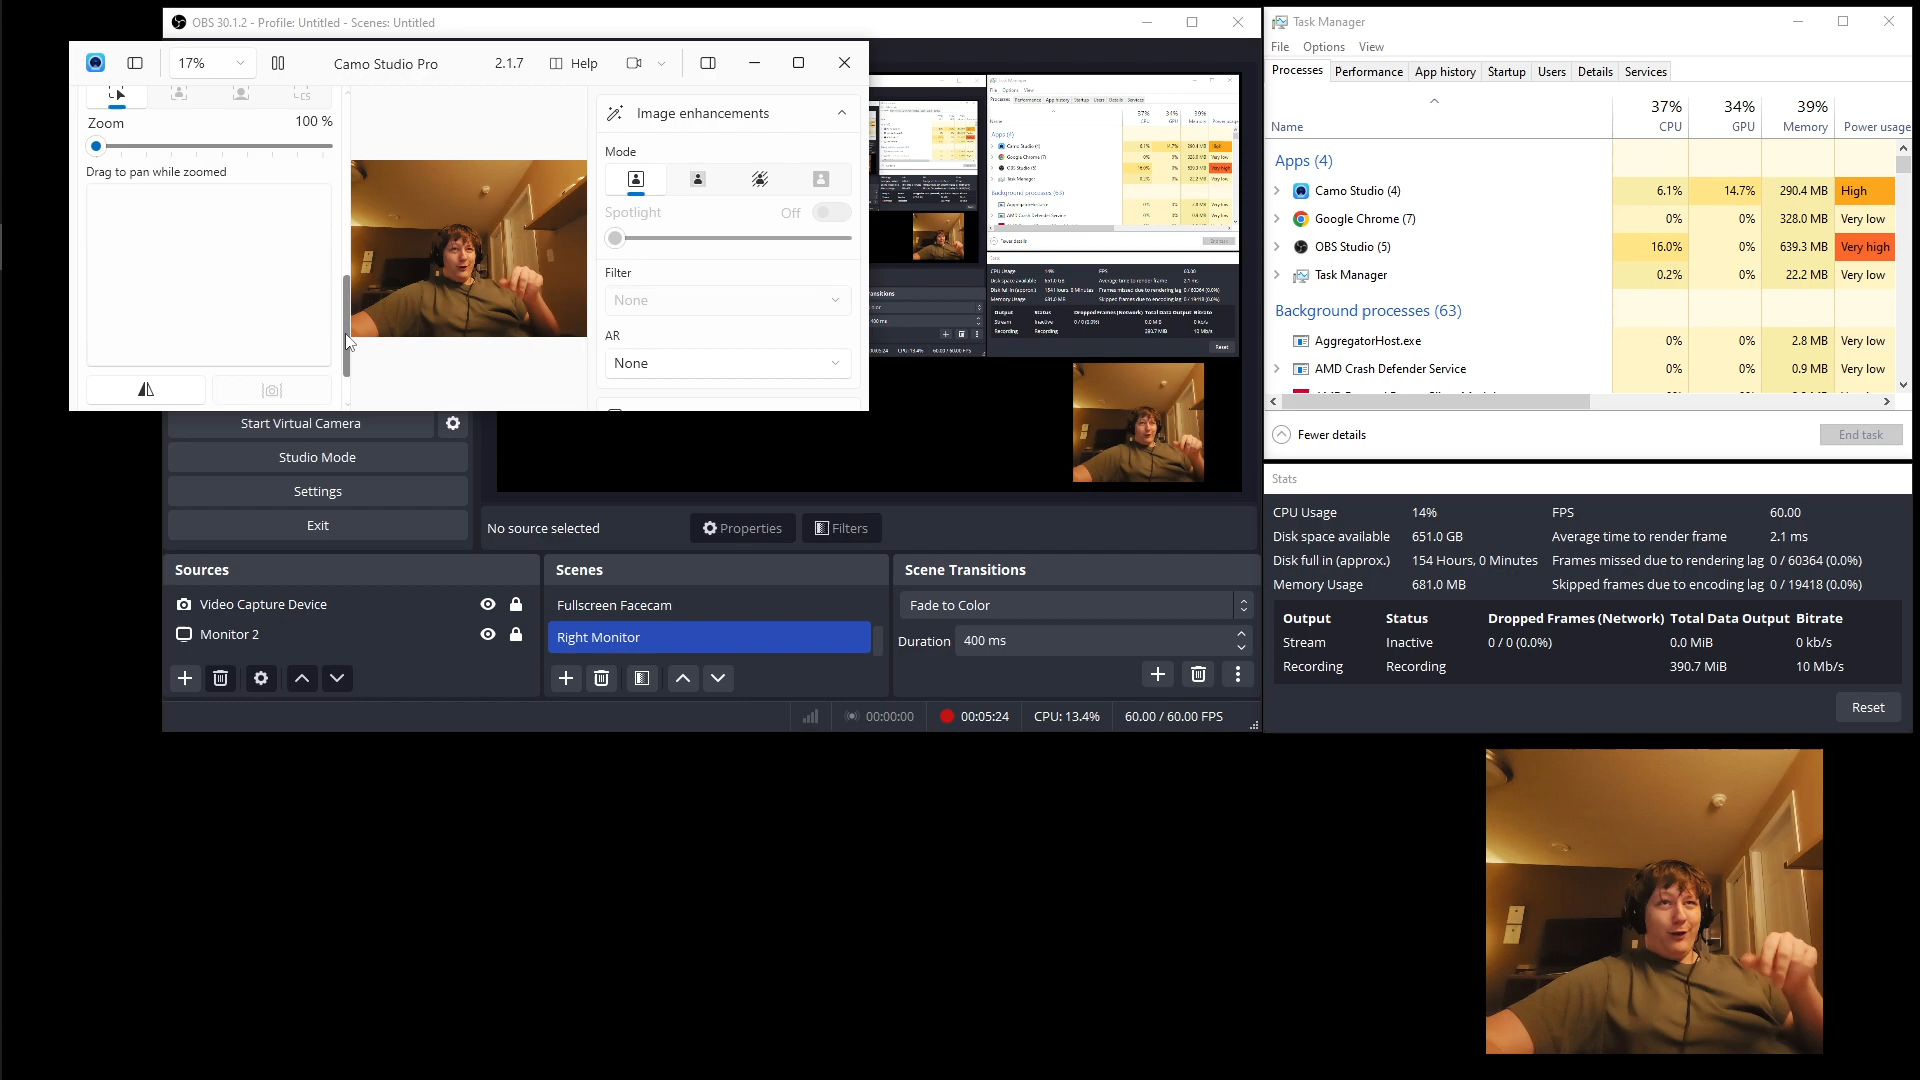 OBS 30.1.2 - Profile: Untitled - Scenes: Untitled
17%
Camo Studio Pro
2.1.7
Help
Zoom
100 %
Drag to pan while zoomed
Image enhancements
Mode
Spotlight
Off
Filter
None
AR
None
Start Virtual Camera
Studio Mode
Settings
Exit
No source selected
Properties
Filters
Sources
Video Capture Device
Monitor 2
Scenes
Fullscreen Facecam
Right Monitor
Scene Transitions
Fade to Color
Duration 400 ms
00:00:00
00:05:24
CPU: 13.4%
60.00 / 60.00 FPS
Task Manager
File Options View
Processes Performance App history Startup Users Details Services
37% 34% 39%
Name CPU GPU Memory Power usage
Apps (4)
Camo Studio (4) 6.1% 14.7% 290.4 MB High
Google Chrome (7) 0% 0% 328.0 MB Very low
OBS Studio (5) 16.0% 0% 639.3 MB Very high
Task Manager 0.2% 0% 22.2 MB Very low
Background processes (63)
AggregatorHost.exe 0% 0% 2.8 MB Very low
AMD Crash Defender Service 0% 0% 0.9 MB Very low
Fewer details
End task
Stats
CPU Usage 14% FPS 60.00
Disk space available 651.0 GB Average time to render frame 2.1 ms
Disk full in (approx.) 154 Hours, 0 Minutes Frames missed due to rendering lag 0 / 60364 (0.0%)
Memory Usage 681.0 MB Skipped frames due to encoding lag 0 / 19418 (0.0%)
Output Status Dropped Frames (Network) Total Data Output Bitrate
Stream Inactive 0 / 0 (0.0%) 0.0 MiB 0 kb/s
Recording Recording 390.7 MiB 10 Mb/s
Reset